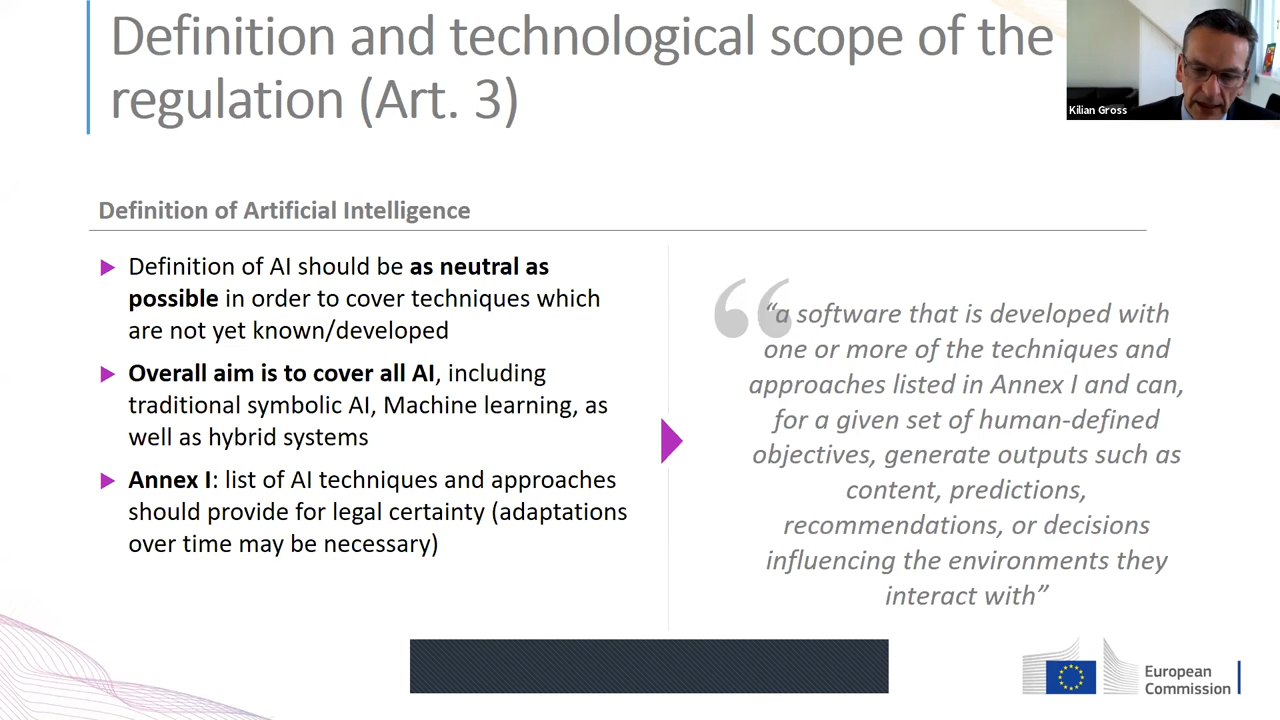 Definition and technological scope of the
regulation (Art. 3)
Kilian Gross
Definition of Artificial Intelligence
Definition of AI should be as neutral as
possible in order to cover techniques which
are not yet known/developed
Overall aim is to cover all AI, including
traditional symbolic AI, Machine learning, as
well as hybrid systems
Annex I: list of AI techniques and approaches
should provide for legal certainty (adaptations
over time may be necessary)
“a software that is developed with
one or more of the techniques and
approaches listed in Annex I and can,
for a given set of human-defined
objectives, generate outputs such as
content, predictions,
recommendations, or decisions
influencing the environments they
interact with”
European
Commission